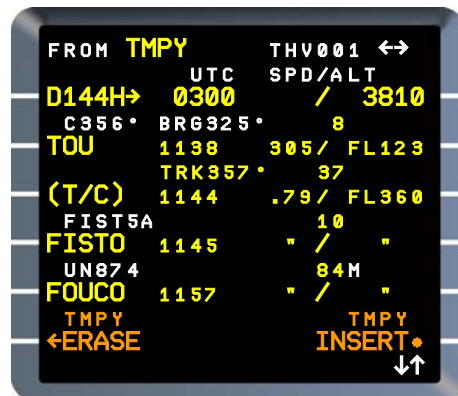 FROM TMPY THV001 ↔
UTC SPD/ALT
D144H→ 0300 / 3810
C356° BRG325° 8
TOU 1138 305/ FL123
TRK357° 37
(T/C) 1144 .79/ FL360
FIST5A 10
FISTO 1145 " / "
UN874 84M
FOUCO 1157 " / "
TMPY TMPY
←ERASE INSERT*
↓↑